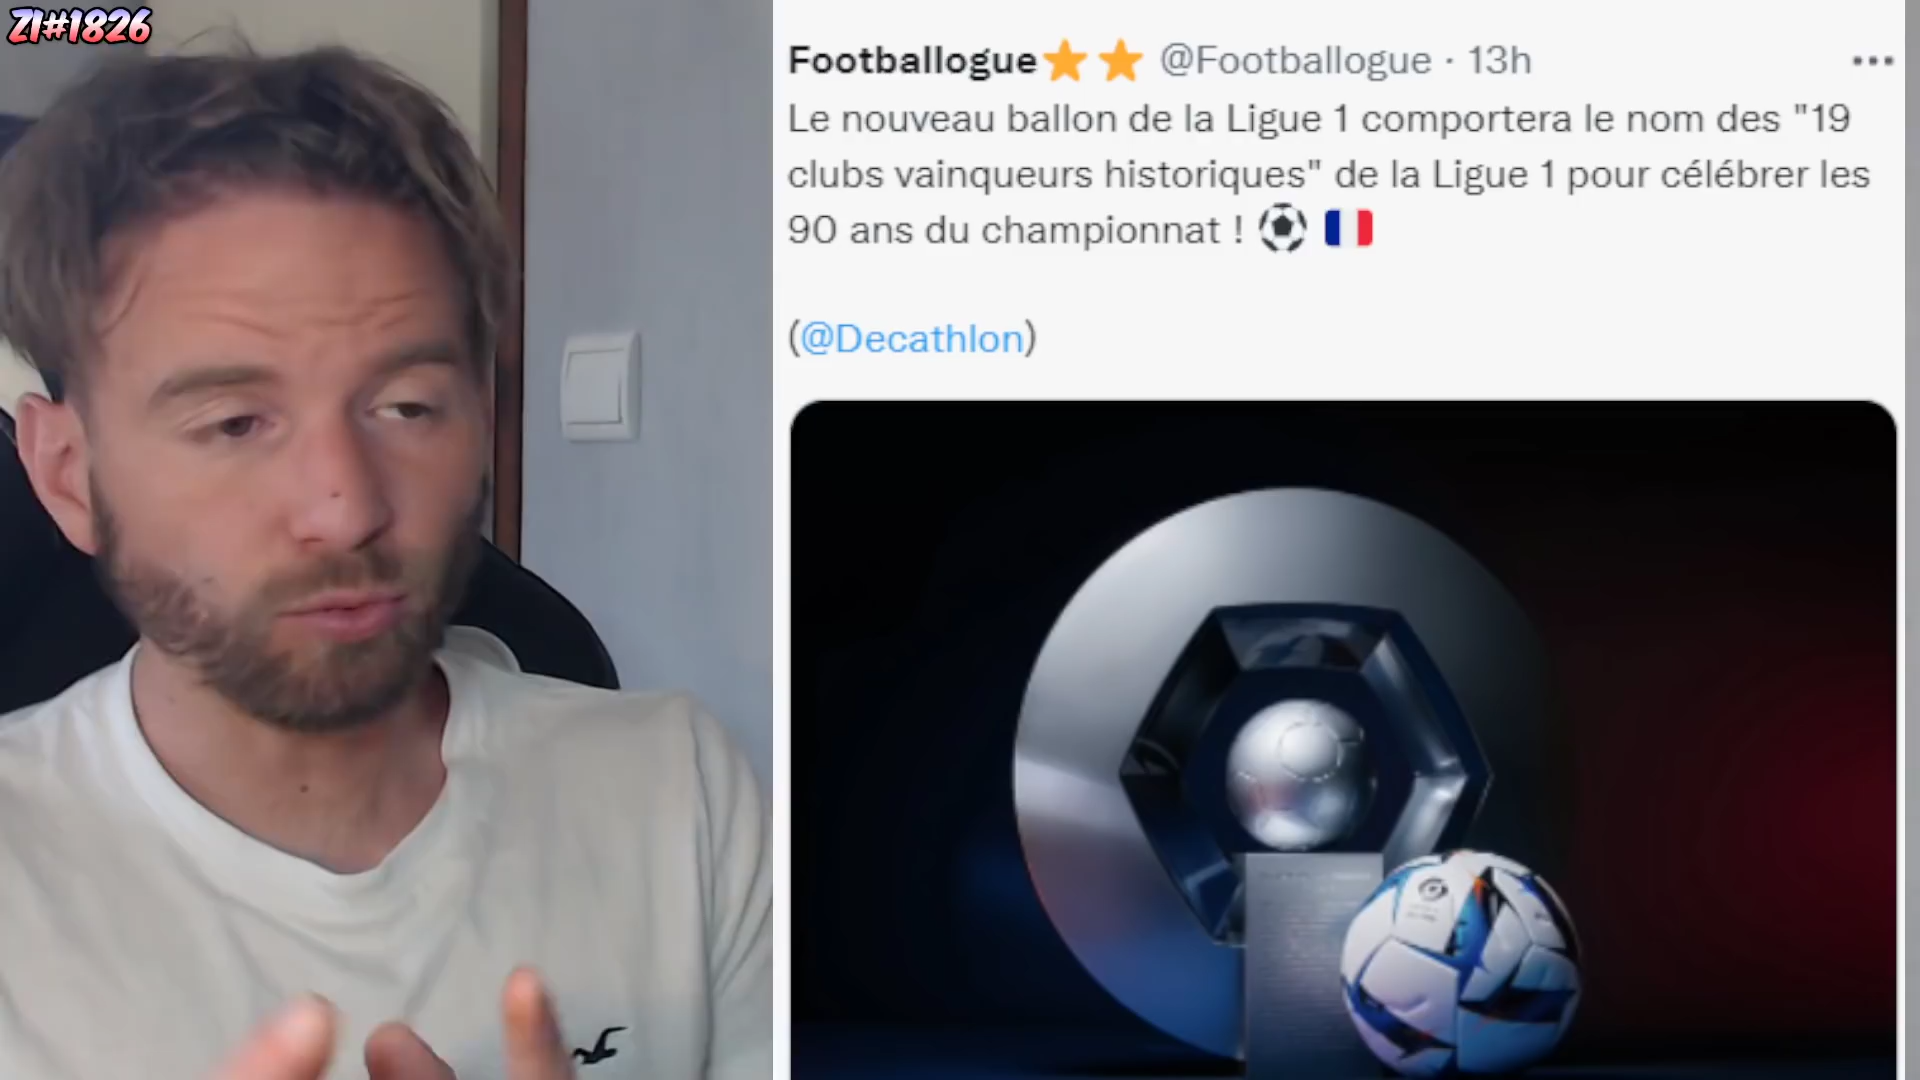 ZI#1826
Footballogue⭐⭐ @Footballogue · 13h
Le nouveau ballon de la Ligue 1 comportera le nom des "19
clubs vainqueurs historiques" de la Ligue 1 pour célébrer les
90 ans du championnat ! ⚽ 🇫🇷
(@Decathlon)